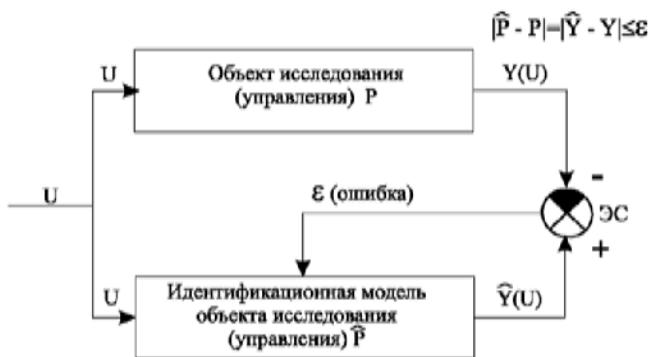 |P̂ - P|=|Ŷ - Y|≤ε
U
Объект исследования
(управления) P
Y(U)
U
ε (ошибка)
-
ЭС
+
U
Идентификационная модель
объекта исследования
(управления) P̂
Ŷ(U)